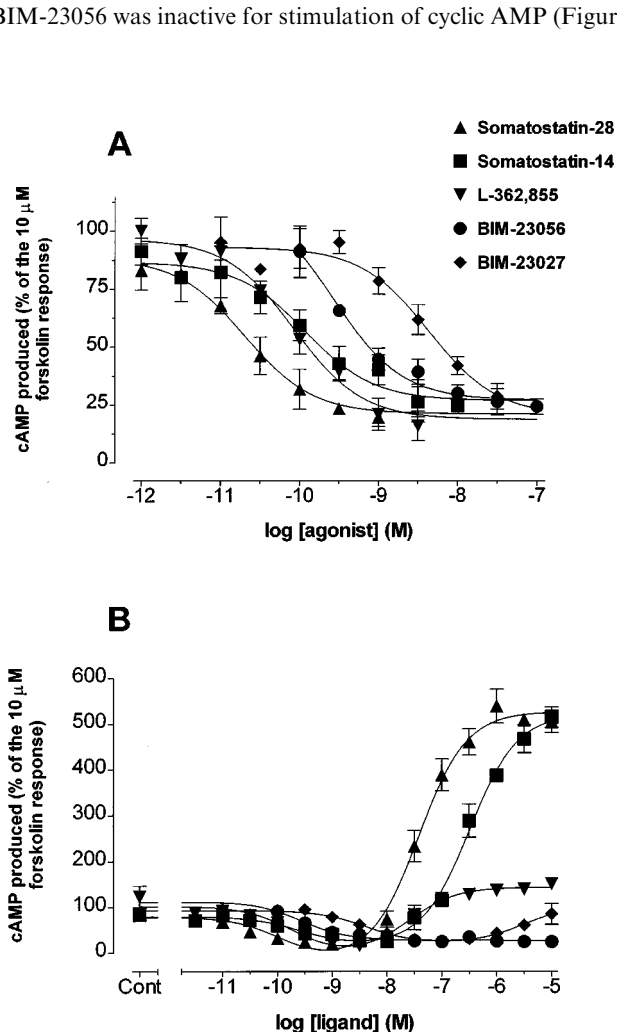 BIM-23056 was inactive for stimulation of cyclic AMP (Figur
A
Somatostatin-28
Somatostatin-14
L-362,855
BIM-23056
BIM-23027
cAMP produced (% of the 10 μM
forskolin response)
100
75
50
25
0
-12 -11 -10 -9 -8 -7
log [agonist] (M)
B
cAMP produced (% of the 10 μM
forskolin response)
600
500
400
300
200
100
0
Cont -11 -10 -9 -8 -7 -6 -5
log [ligand] (M)